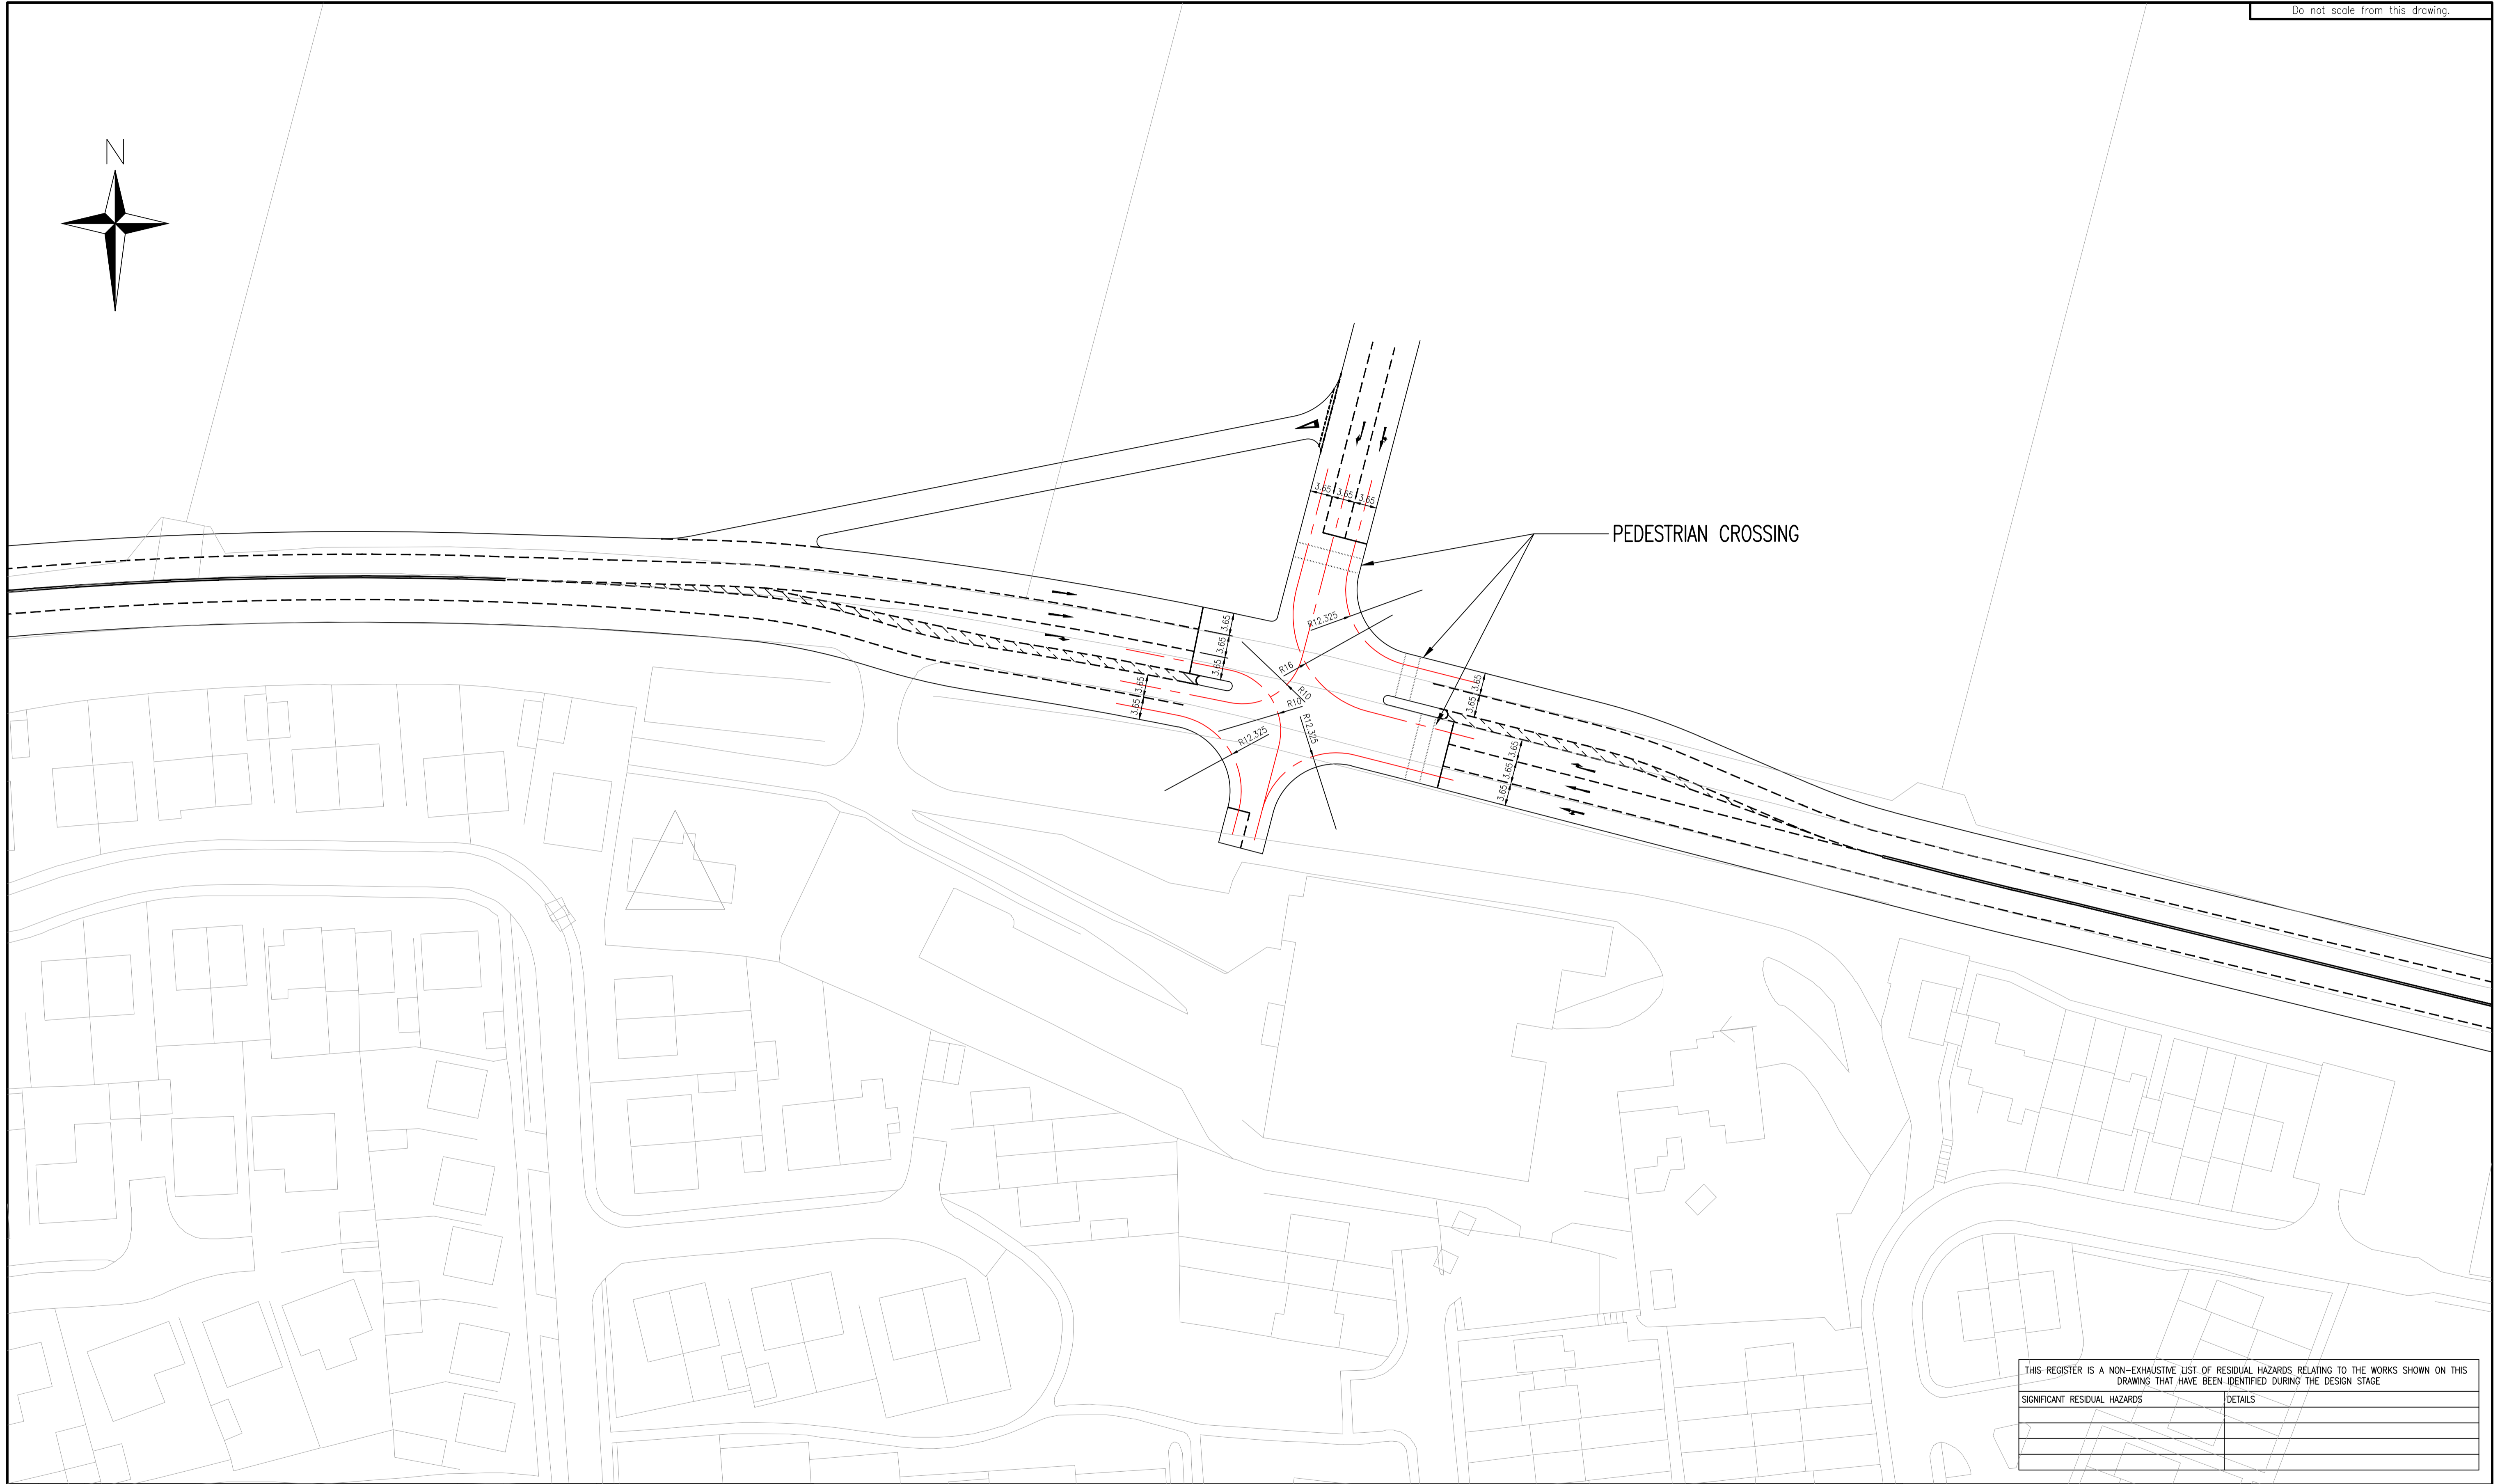 Do not scale from this drawing.
N
3.65 3.65 3.65
PEDESTRIAN CROSSING
R12.325
3.65
3.65
3.65
R16
R10
R10
3.65
3.65
3.65
3.65
R12.325
R12.325
3.65
3.65
3.65
THIS REGISTER IS A NON-EXHAUSTIVE LIST OF RESIDUAL HAZARDS RELATING TO THE WORKS SHOWN ON THIS
DRAWING THAT HAVE BEEN IDENTIFIED DURING THE DESIGN STAGE
SIGNIFICANT RESIDUAL HAZARDS DETAILS